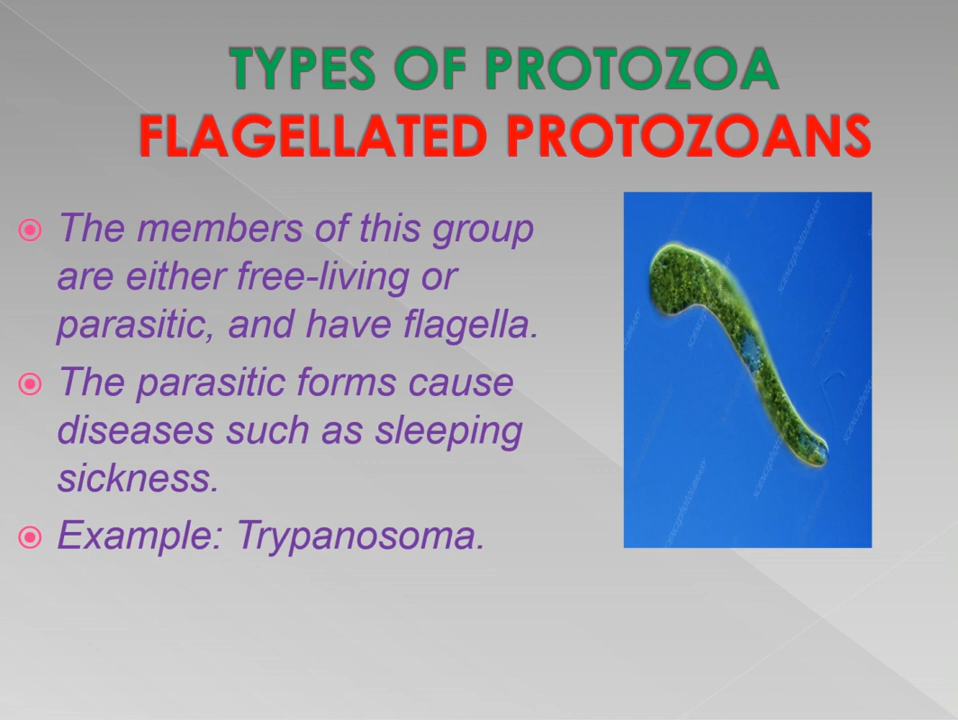 TYPES OF PROTOZOA
FLAGELLATED PROTOZOANS
The members of this group
are either free-living or
parasitic, and have flagella.
The parasitic forms cause
diseases such as sleeping
sickness.
Example: Trypanosoma.